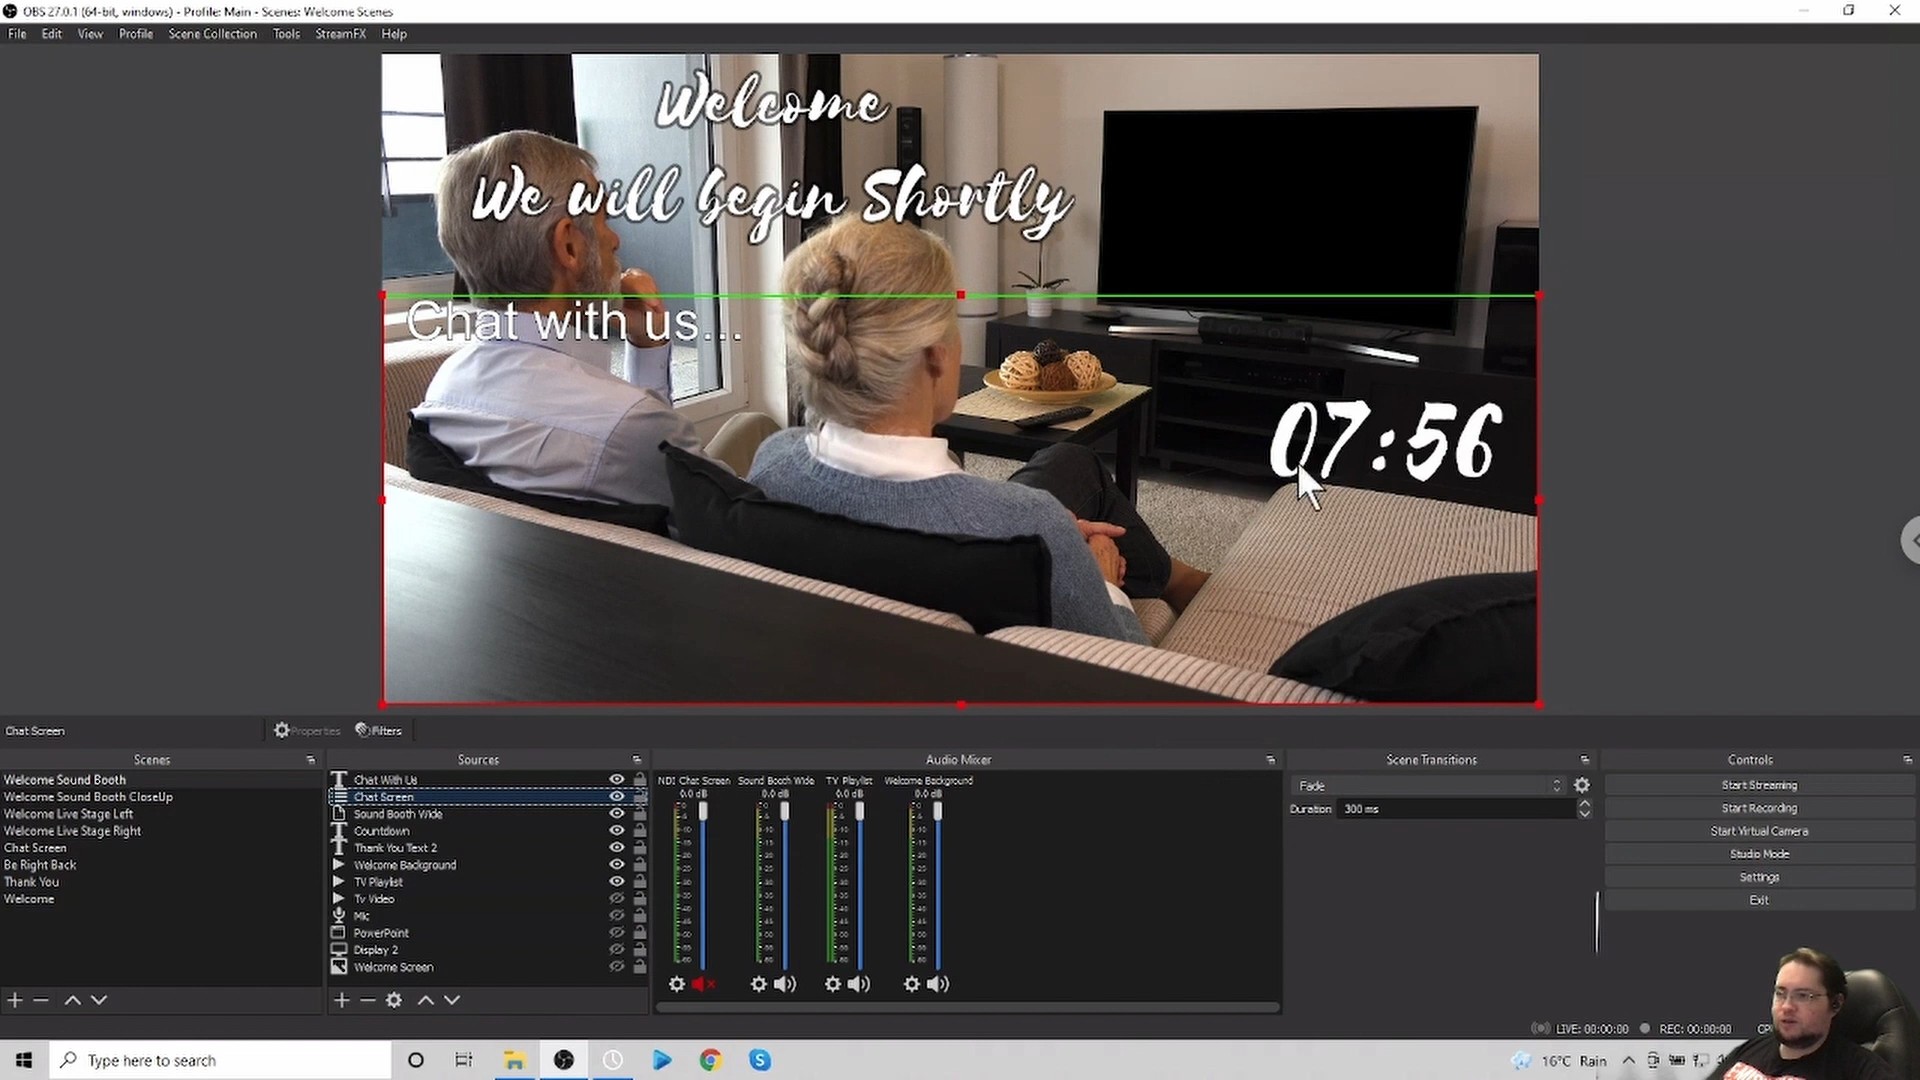 OBS 27.0.1 (64-bit, windows) - Profile: Main - Scenes: Welcome Scenes
File Edit View Profile Scene Collection Tools StreamFX Help
Welcome
We will begin Shortly
Chat with us...
07:56
Chat Screen Properties Filters
Scenes
Welcome Sound Booth
Welcome Sound Booth CloseUp
Welcome Live Stage Left
Welcome Live Stage Right
Chat Screen
Be Right Back
Thank You
Welcome
Sources
Chat With Us
Chat Screen
Sound Booth Wide
Countdown
Thank You Text 2
Welcome Background
TV Playlist
Tv Video
Mic
PowerPoint
Display 2
Welcome Screen
Audio Mixer
NDI Chat Screen Sound Booth Wide TV Playlist Welcome Background
0.0 dB 0.0 dB 0.0 dB 0.0 dB
Scene Transitions
Fade
Duration 300 ms
Controls
Start Streaming
Start Recording
Start Virtual Camera
Studio Mode
Settings
Exit
LIVE: 00:00:00 REC: 00:00:00
Type here to search
16°C Rain